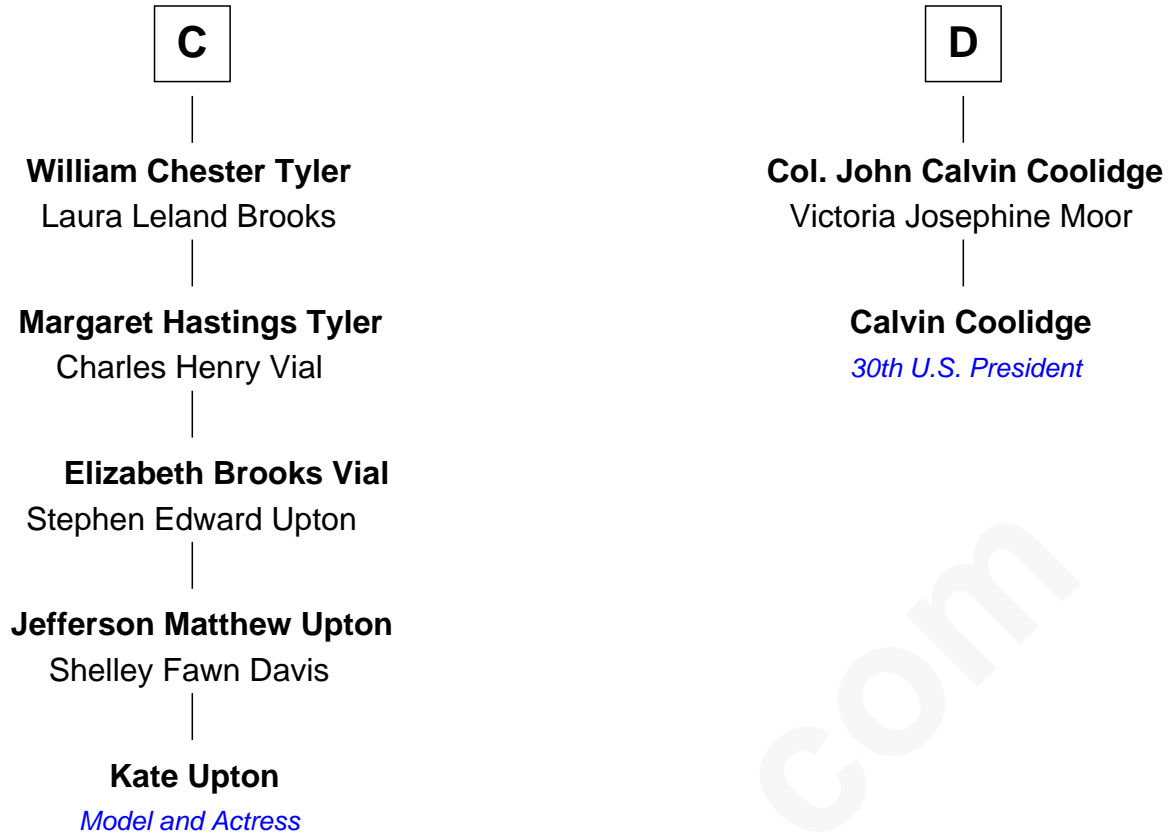 C
William Chester Tyler
Laura Leland Brooks
Margaret Hastings Tyler
Charles Henry Vial
Elizabeth Brooks Vial
Stephen Edward Upton
Jefferson Matthew Upton
Shelley Fawn Davis
Kate Upton
Model and Actress
D
Col. John Calvin Coolidge
Victoria Josephine Moor
Calvin Coolidge
30th U.S. President
com